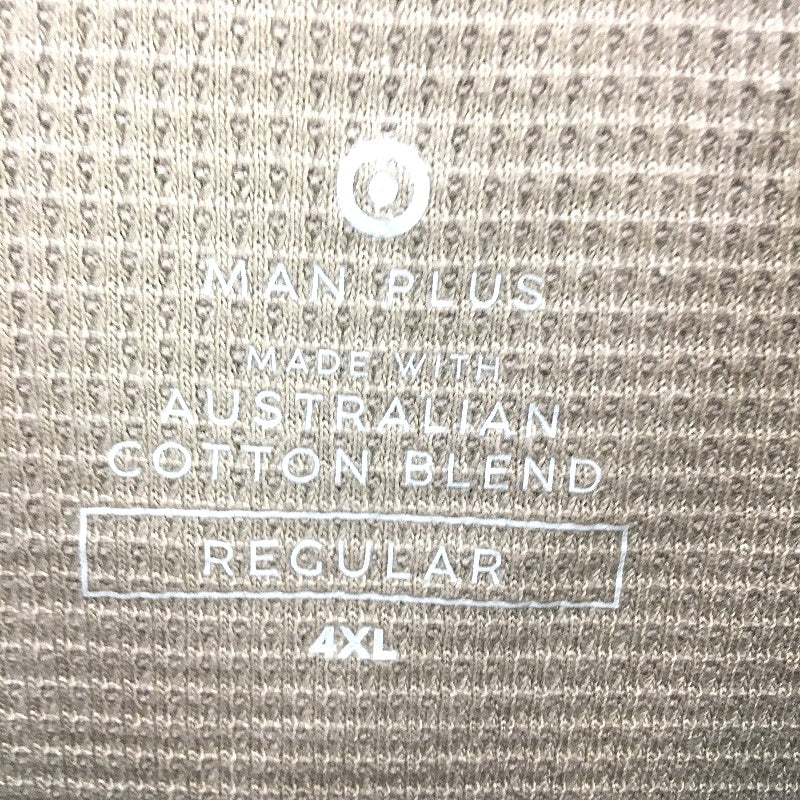 MAN PLUS
MADE WITH
AUSTRALIAN
COTTON BLEND
REGULAR
4XL